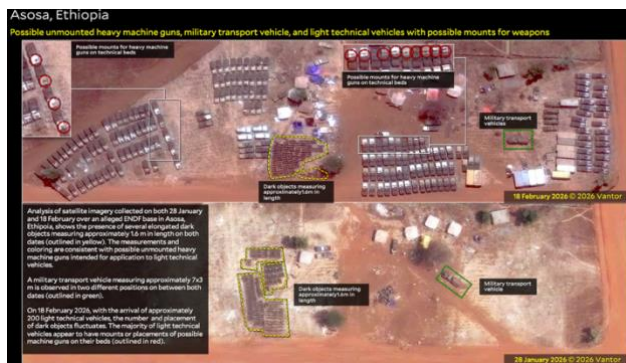 Asosa, Ethiopia
Possible unmounted heavy machine guns, military transport vehicle, and light technical vehicles with possible mounts for weapons
Possible mounts for heavy machine
guns on technical beds
Possible mounts for heavy machine
guns on technical beds
Military transport
vehicles
Dark objects measuring
approximately1.6m in
length
18 February 2026 © 2026 Vantor
Analysis of satellite imagery collected on both 28 January
and 18 February over an alleged ENDF base in Asosa,
Ethipoia, shows the presence of several elongated dark
objects measuring approximately 1.6 m in length on both
dates (outlined in yellow). The measurements and
coloring are consistent with possible unmounted heavy
machine guns intended for application to light technical
vehicles.
A military transport vehicle measuring approximately 7x3
m is observed in two different positions on between both
dates (outlined in green).
On 18 February 2026, with the arrival of approximately
200 light technical vehicles, the number and placement
of dark objects fluctuates. The majority of light technical
vehicles appear to have mounts or placements of possible
machine guns on their beds (outlined in red).
Dark objects measuring
approximately1.6m in
length
Military transport
vehicle
28 January 2026 © 2026 Vantor